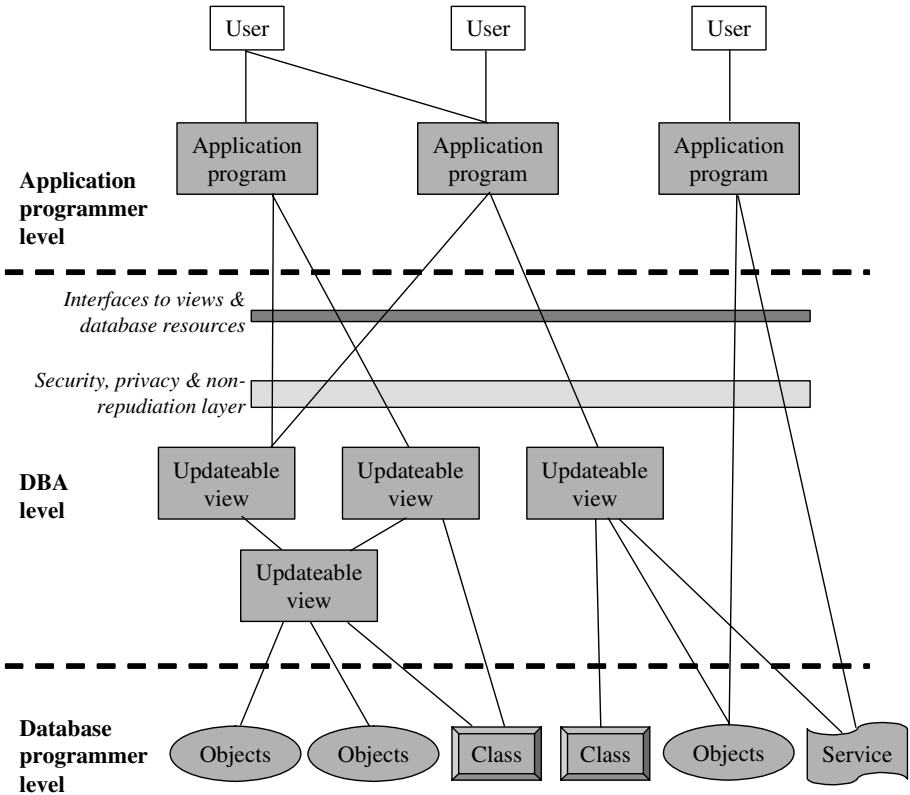 User
User
User
Application
program
Application
program
Application
program
Application
programmer
level
Interfaces to views &
database resources
Security, privacy & non-
repudiation layer
DBA
level
Updateable
view
Updateable
view
Updateable
view
Updateable
view
Database
programmer
level
Objects
Objects
Class
Class
Objects
Service